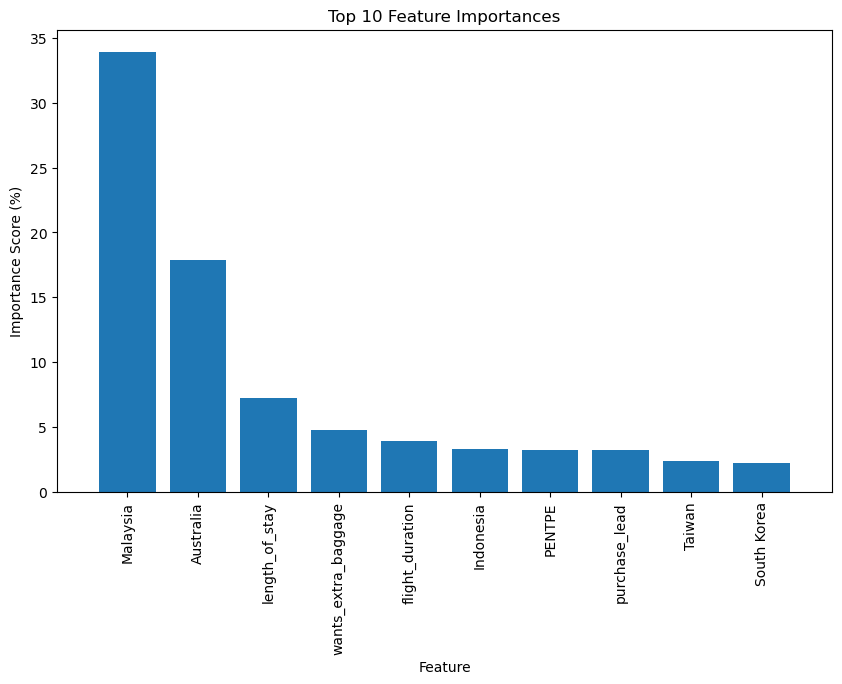 Top 10 Feature Importances
Importance Score (%)
35
30
25
20
15
10
5
0
Malaysia
Australia
length_of_stay
wants_extra_baggage
flight_duration
Indonesia
PENTPE
purchase_lead
Taiwan
South Korea
Feature